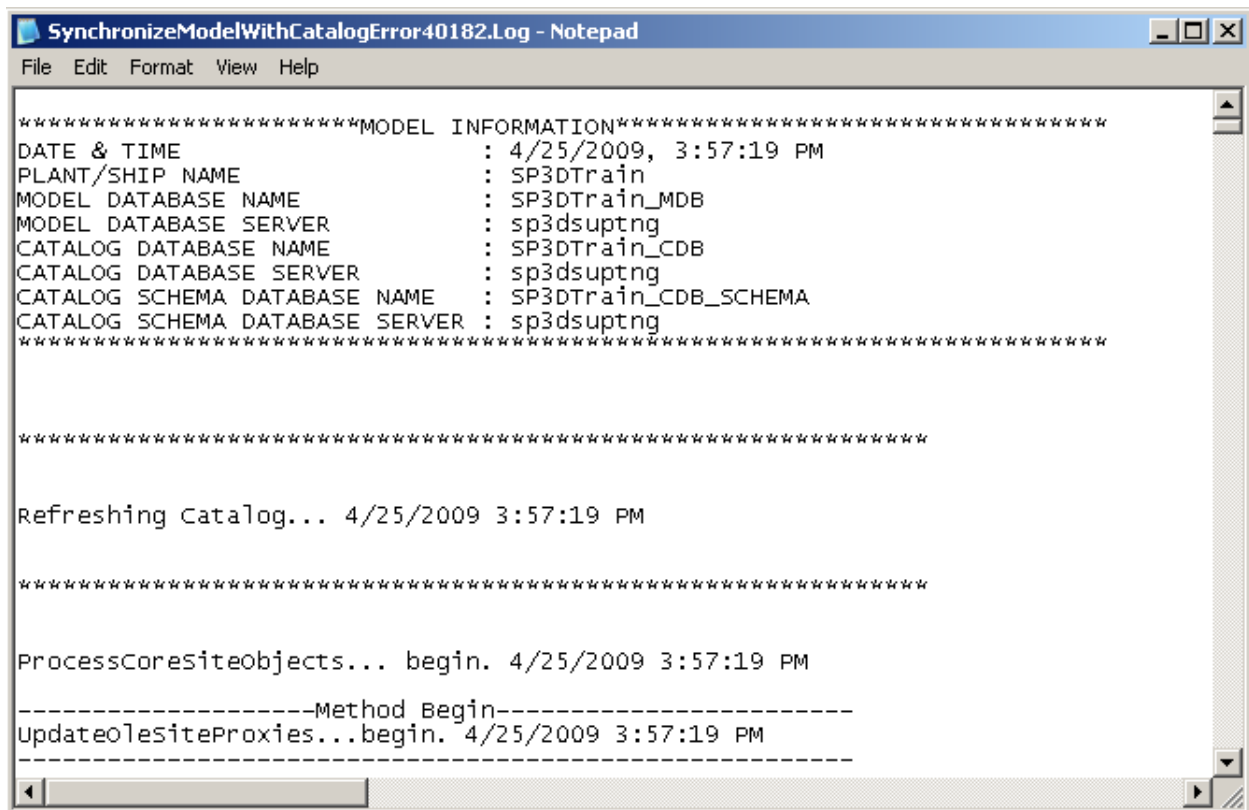 SynchronizeModelWithCatalogError40182.Log - Notepad
File Edit Format View Help
***********************MODEL INFORMATION*********************************
DATE & TIME : 4/25/2009, 3:57:19 PM
PLANT/SHIP NAME : SP3DTrain
MODEL DATABASE NAME : SP3DTrain_MDB
MODEL DATABASE SERVER : sp3dsuptng
CATALOG DATABASE NAME : SP3DTrain_CDB
CATALOG DATABASE SERVER : sp3dsuptng
CATALOG SCHEMA DATABASE NAME : SP3DTrain_CDB_SCHEMA
CATALOG SCHEMA DATABASE SERVER : sp3dsuptng
*************************************************************************
*************************************************************
Refreshing Catalog... 4/25/2009 3:57:19 PM
*************************************************************
ProcessCoreSiteObjects... begin. 4/25/2009 3:57:19 PM
--------------------Method Begin------------------------
UpdateOleSiteProxies...begin. 4/25/2009 3:57:19 PM
--------------------------------------------------------